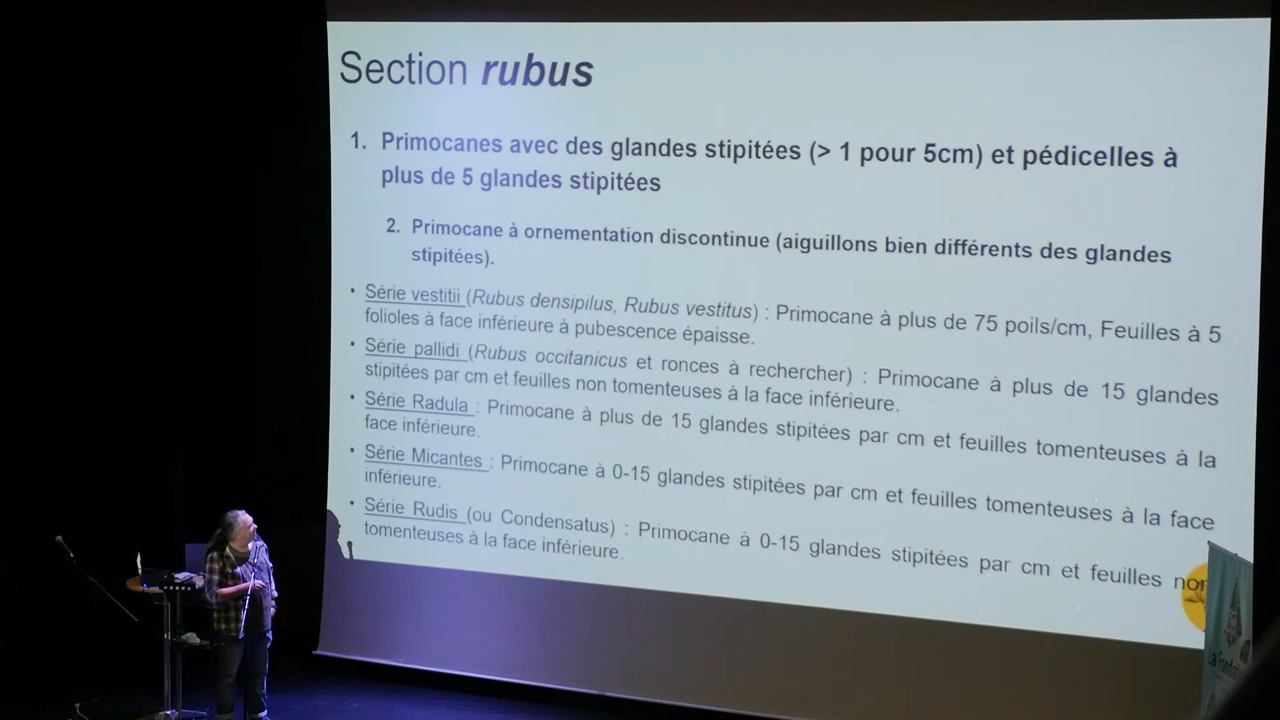 Section rubus
1. Primocanes avec des glandes stipitées (> 1 pour 5cm) et pédicelles à
plus de 5 glandes stipitées
2. Primocane à ornementation discontinue (aiguillons bien différents des glandes
stipitées).
• Série vestitii (Rubus densipilus, Rubus vestitus) : Primocane à plus de 75 poils/cm, Feuilles à 5
folioles à face inférieure à pubescence épaisse.
• Série pallidi (Rubus occitanicus et ronces à rechercher) : Primocane à plus de 15 glandes
stipitées par cm et feuilles non tomenteuses à la face inférieure.
• Série Radula : Primocane à plus de 15 glandes stipitées par cm et feuilles tomenteuses à la
face inférieure.
• Série Micantes : Primocane à 0-15 glandes stipitées par cm et feuilles tomenteuses à la face
inférieure.
• Série Rudis (ou Condensatus) : Primocane à 0-15 glandes stipitées par cm et feuilles non
tomenteuses à la face inférieure.
La